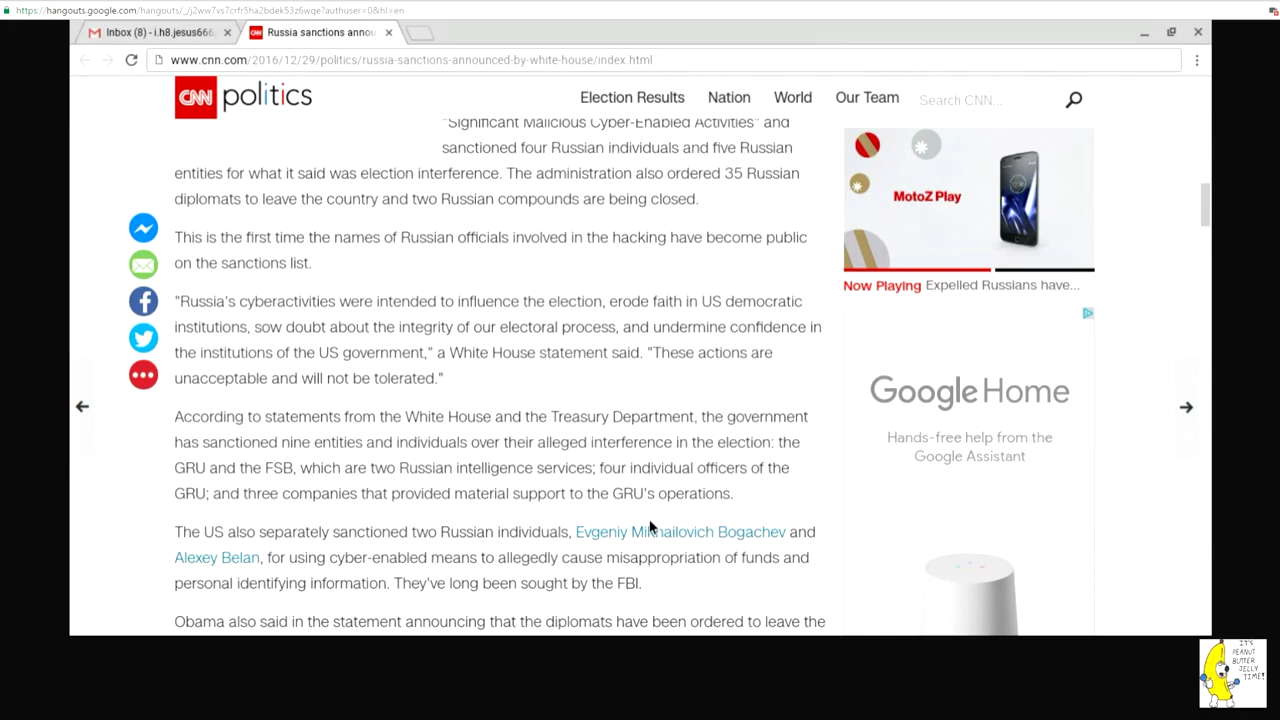 https://hangouts.google.com/hangouts/_/j2ww7vs7crfr5ha2bdek53z6wqe?authuser=0&hl=en
Inbox (8) - i.h8.jesus666
Russia sanctions annou
www.cnn.com/2016/12/29/politics/russia-sanctions-announced-by-white-house/index.html
CNN politics
Election Results
Nation
World
Our Team
Search CNN...
"Significant Malicious Cyber-Enabled Activities" and
sanctioned four Russian individuals and five Russian
entities for what it said was election interference. The administration also ordered 35 Russian
diplomats to leave the country and two Russian compounds are being closed.
This is the first time the names of Russian officials involved in the hacking have become public
on the sanctions list.
"Russia's cyberactivities were intended to influence the election, erode faith in US democratic
institutions, sow doubt about the integrity of our electoral process, and undermine confidence in
the institutions of the US government," a White House statement said. "These actions are
unacceptable and will not be tolerated."
According to statements from the White House and the Treasury Department, the government
has sanctioned nine entities and individuals over their alleged interference in the election: the
GRU and the FSB, which are two Russian intelligence services; four individual officers of the
GRU; and three companies that provided material support to the GRU's operations.
The US also separately sanctioned two Russian individuals, Evgeniy Mikhailovich Bogachev and
Alexey Belan, for using cyber-enabled means to allegedly cause misappropriation of funds and
personal identifying information. They've long been sought by the FBI.
Obama also said in the statement announcing that the diplomats have been ordered to leave the
MotoZ Play
Now Playing Expelled Russians have...
Google Home
Hands-free help from the
Google Assistant
IT'S
PEANUT
BUTTER
JELLY
TIME!